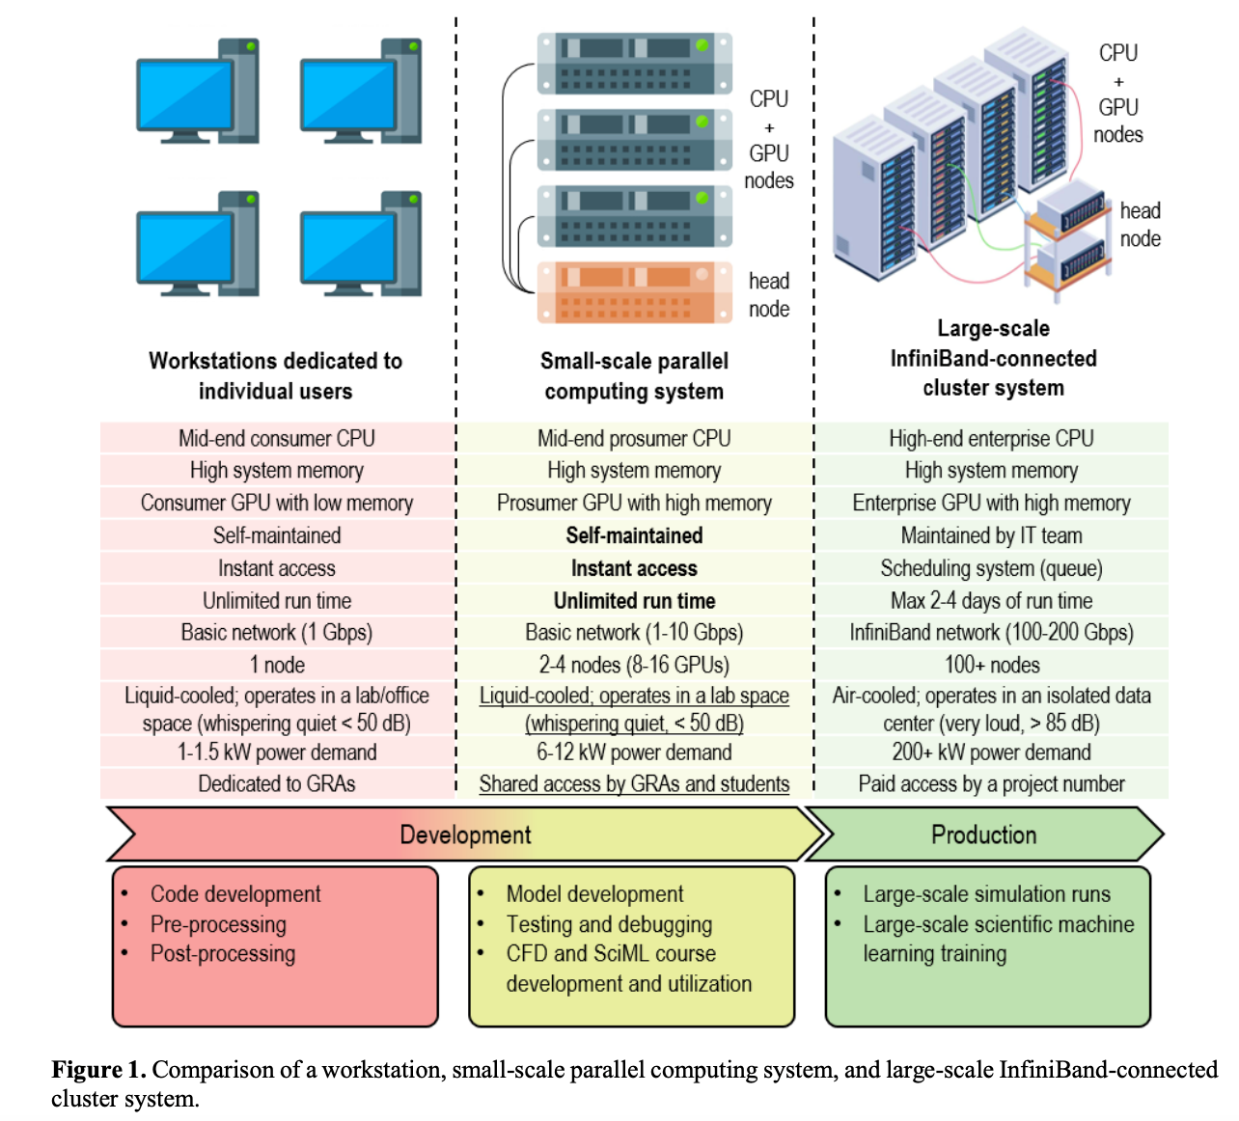 CPU
+
GPU
nodes
head
node
CPU
+
GPU
nodes
head
node
Workstations dedicated to
individual users
Small-scale parallel
computing system
Large-scale
InfiniBand-connected
cluster system
Mid-end consumer CPU
Mid-end prosumer CPU
High-end enterprise CPU
High system memory
High system memory
High system memory
Consumer GPU with low memory
Prosumer GPU with high memory
Enterprise GPU with high memory
Self-maintained
Self-maintained
Maintained by IT team
Instant access
Instant access
Scheduling system (queue)
Unlimited run time
Unlimited run time
Max 2-4 days of run time
Basic network (1 Gbps)
Basic network (1-10 Gbps)
InfiniBand network (100-200 Gbps)
1 node
2-4 nodes (8-16 GPUs)
100+ nodes
Liquid-cooled; operates in a lab/office
space (whispering quiet < 50 dB)
Liquid-cooled; operates in a lab space
(whispering quiet, < 50 dB)
Air-cooled; operates in an isolated data
center (very loud, > 85 dB)
1-1.5 kW power demand
6-12 kW power demand
200+ kW power demand
Dedicated to GRAs
Shared access by GRAs and students
Paid access by a project number
Development
Production
• Code development
• Pre-processing
• Post-processing
• Model development
• Testing and debugging
• CFD and SciML course
development and utilization
• Large-scale simulation runs
• Large-scale scientific machine
learning training
Figure 1. Comparison of a workstation, small-scale parallel computing system, and large-scale InfiniBand-connected
cluster system.